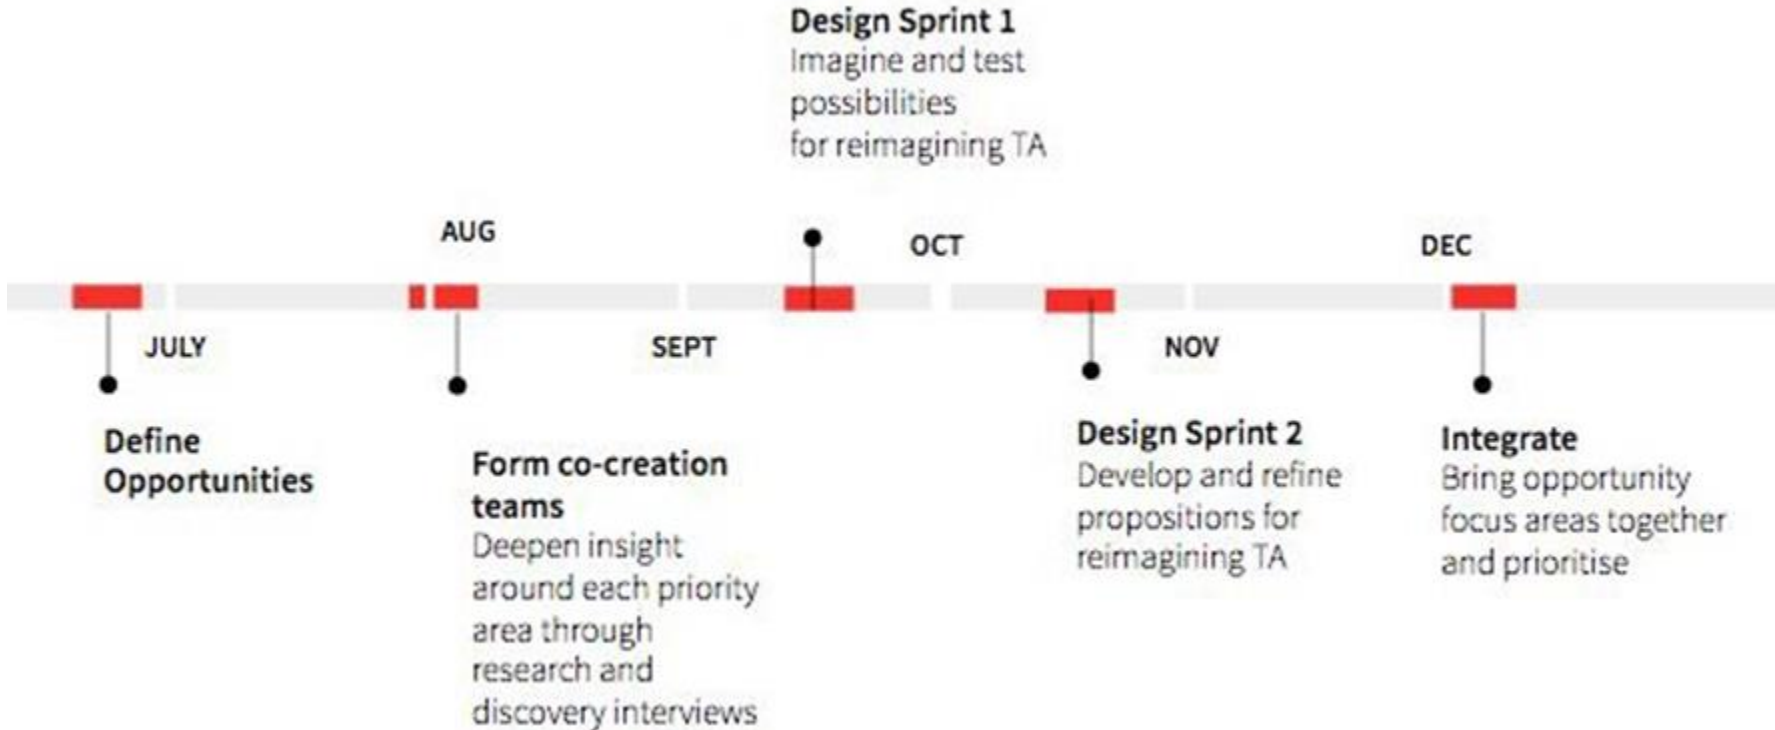 Design Sprint 1
Imagine and test
possibilities
for reimagining TA
AUG
OCT
DEC
JULY
SEPT
NOV
Define
Opportunities
Form co-creation
teams
Deepen insight
around each priority
area through
research and
discovery interviews
Design Sprint 2
Develop and refine
propositions for
reimagining TA
Integrate
Bring opportunity
focus areas together
and prioritise